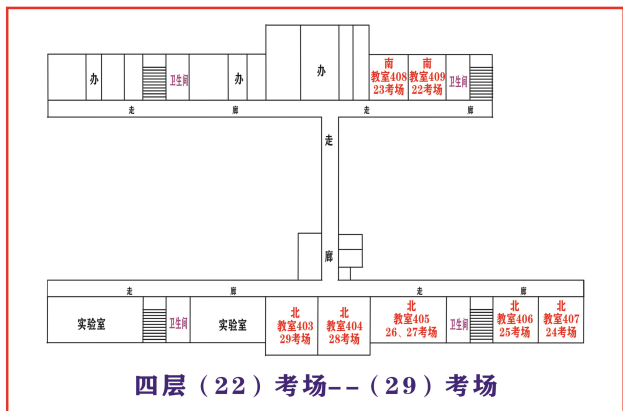 办
卫生间
办
办
南
教室408
23考场
南
教室409
22考场
卫生间
走
廊
走
廊
走
廊
走
廊
走
廊
实验室
卫生间
实验室
北
教室403
29考场
北
教室404
28考场
北
教室405
26、27考场
卫生间
北
教室406
25考场
北
教室407
24考场
四层（22）考场--（29）考场